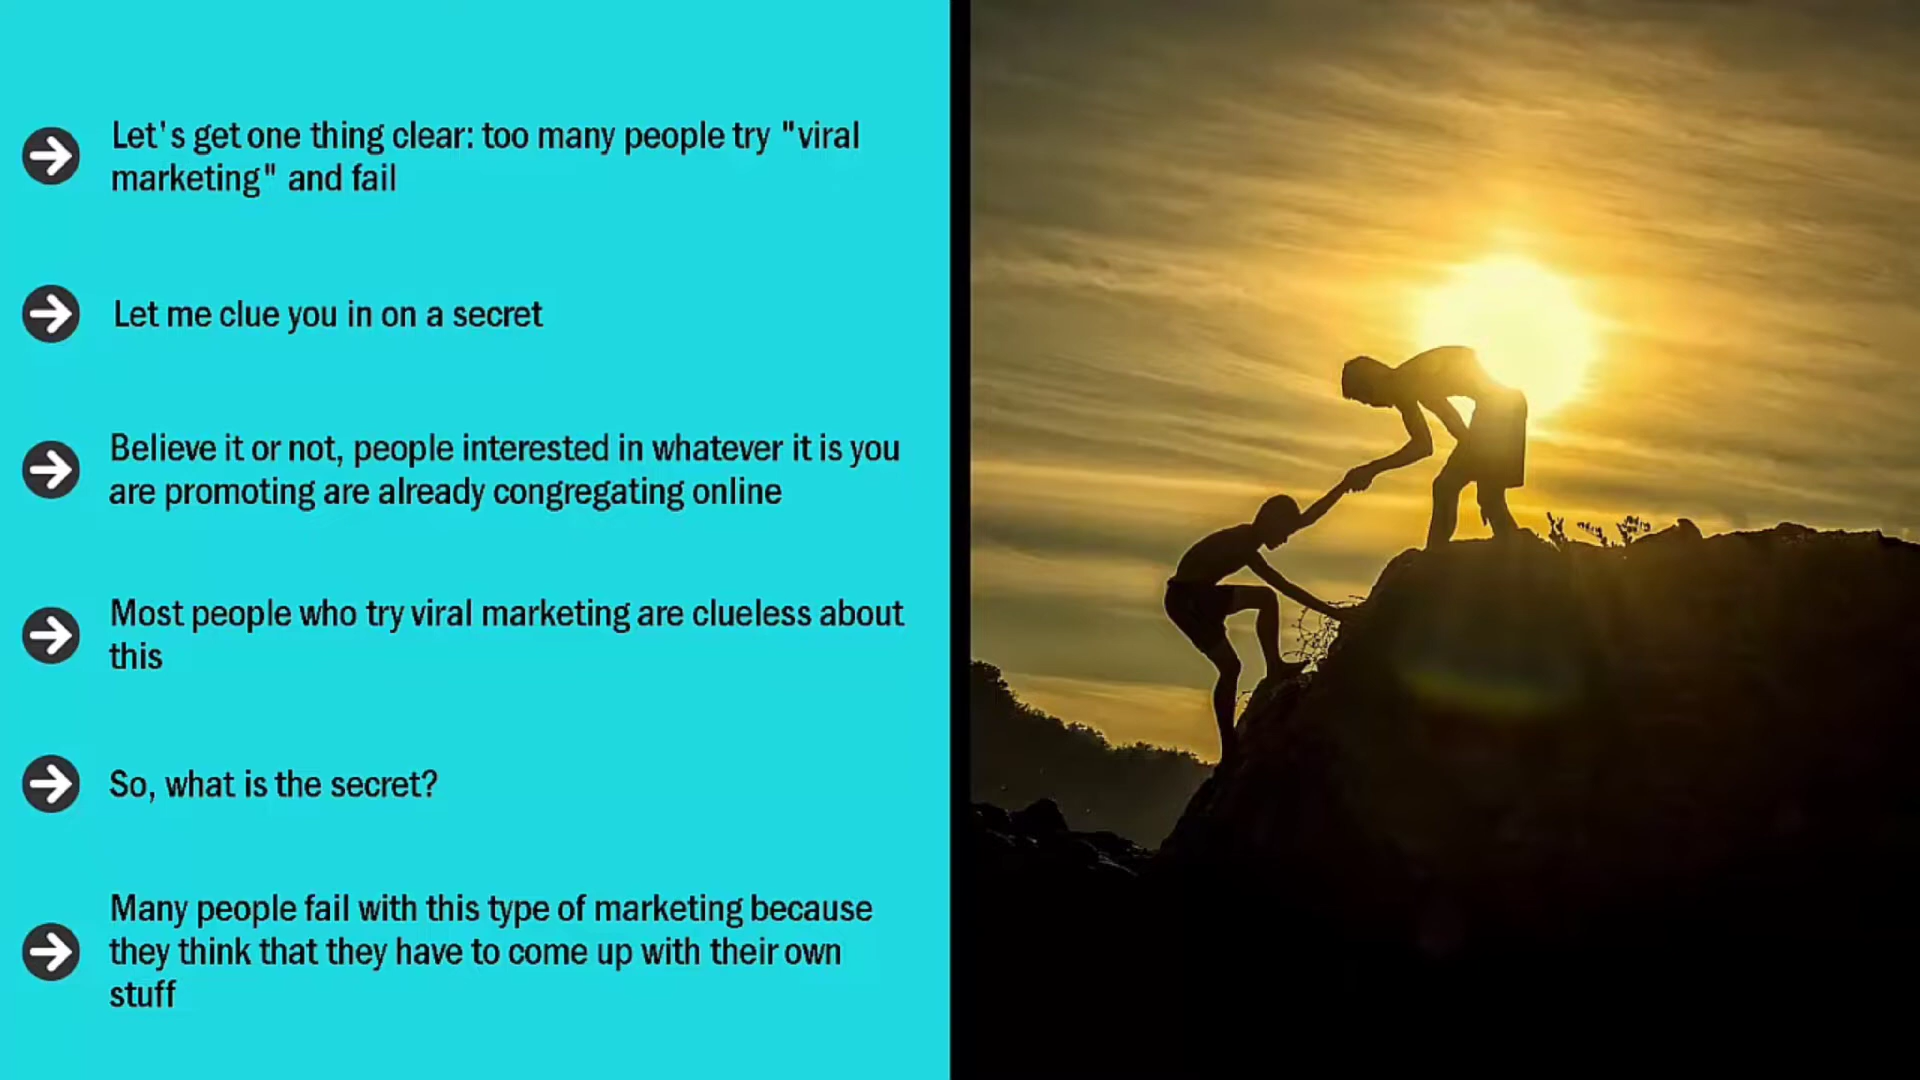 Let's get one thing clear: too many people try "viral
marketing" and fail
Let me clue you in on a secret
Believe it or not, people interested in whatever it is you
are promoting are already congregating online
Most people who try viral marketing are clueless about
this
So, what is the secret?
Many people fail with this type of marketing because
they think that they have to come up with their own
stuff